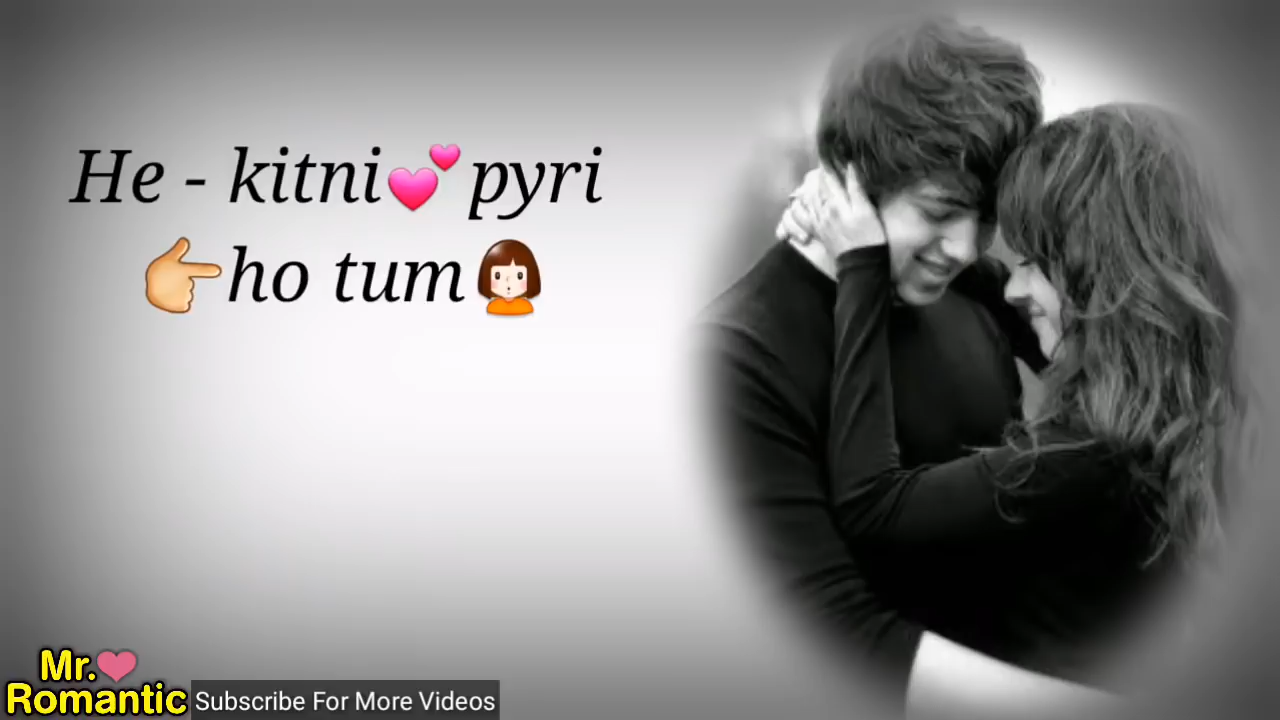 He - kitni💕pyri
👉ho tum🙎
Mr.❤
Romantic
Subscribe For More Videos